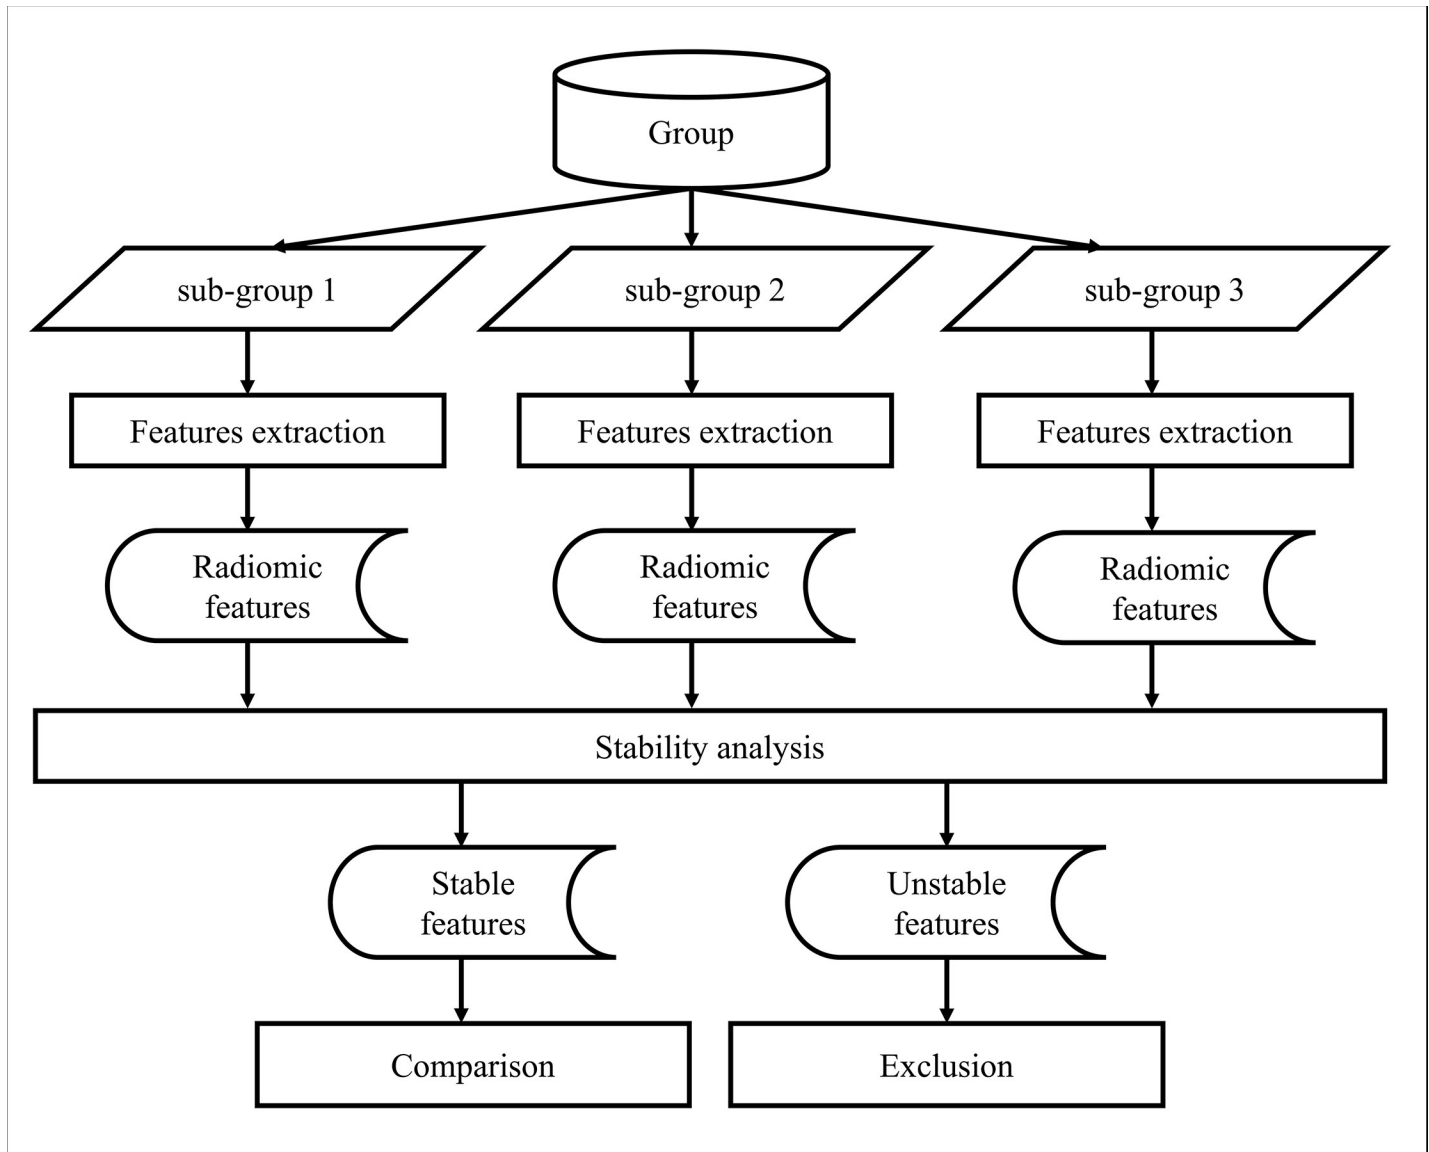 Group
sub-group 1
sub-group 2
sub-group 3
Features extraction
Features extraction
Features extraction
Radiomic
features
Radiomic
features
Radiomic
features
Stability analysis
Stable
features
Unstable
features
Comparison
Exclusion